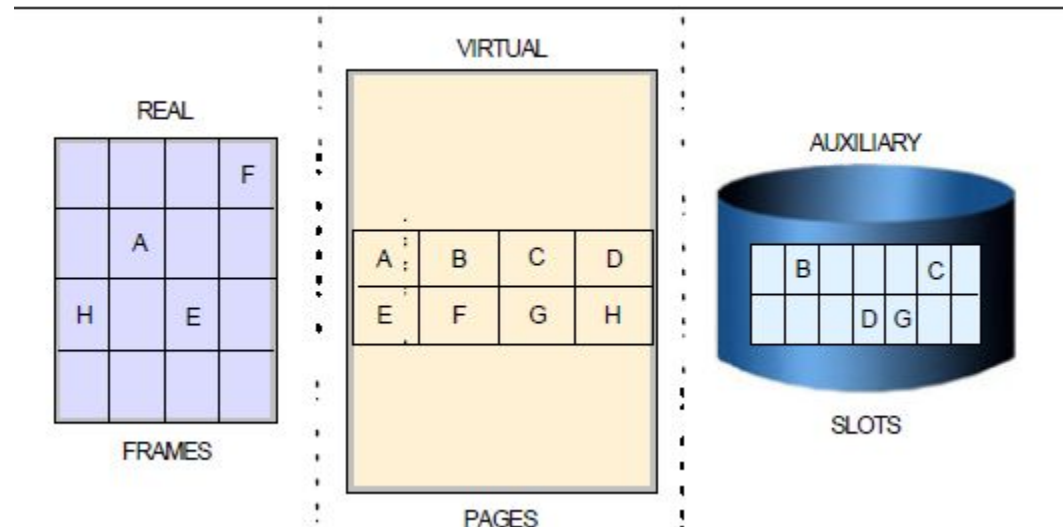 VIRTUAL
REAL
AUXILIARY
F
A
H E
FRAMES
A B C D
E F G H
PAGES
B C
D G
SLOTS